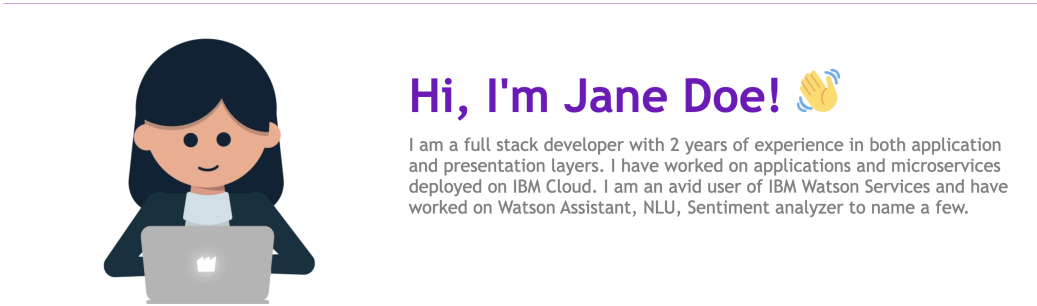 Hi, I'm Jane Doe! 👋
I am a full stack developer with 2 years of experience in both application
and presentation layers. I have worked on applications and microservices
deployed on IBM Cloud. I am an avid user of IBM Watson Services and have
worked on Watson Assistant, NLU, Sentiment analyzer to name a few.